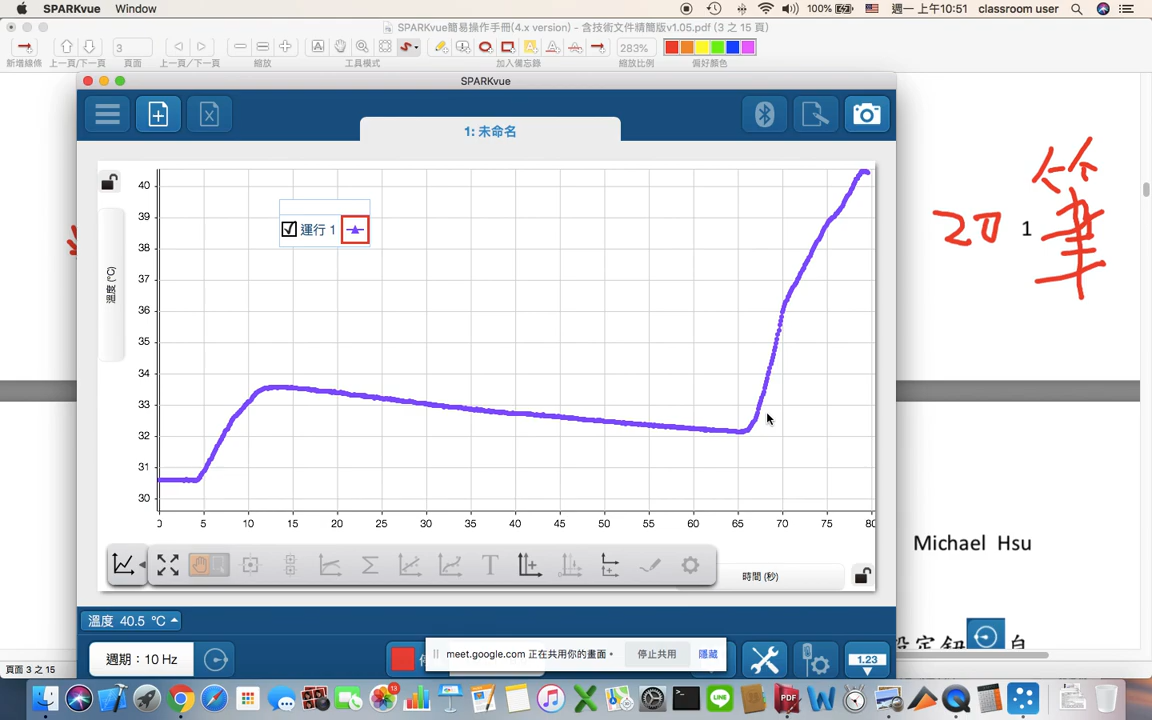 SPARKvue Window 100% 週一 上午10:51 classroom user
SPARKvue簡易操作手冊(4.x version) - 含技術文件精簡版v1.05.pdf (3 之 15 頁)
3 283%
新增線條 上一頁/下一頁 頁面 上一頁/下一頁 縮放 工具模式 加入備忘錄 縮放比例 偏好顏色
SPARKvue
1: 未命名
40
39
38
37
36
35
34
33
32
31
30
溫度 (℃)
運行 1
0 5 10 15 20 25 30 35 40 45 50 55 60 65 70 75 80
時間 (秒)
溫度 40.5 ℃
週期：10 Hz
meet.google.com 正在共用你的畫面。 停止共用 隱藏
1.23
1
筆
Michael Hsu
設定鈕 自
頁面 3 之 15
13
LINE
PDF